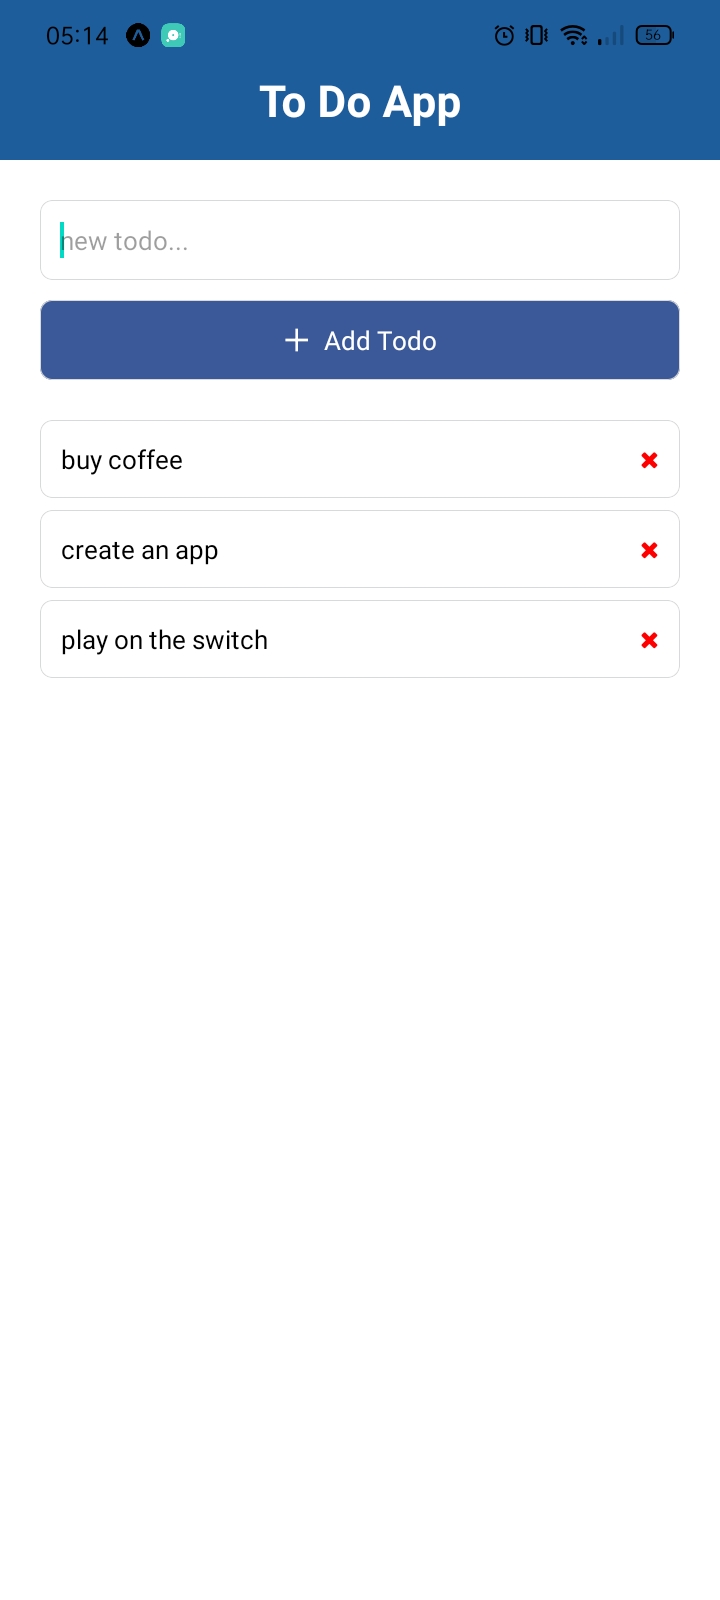 05:14 56
To Do App
new todo...
+ Add Todo
buy coffee
create an app
play on the switch